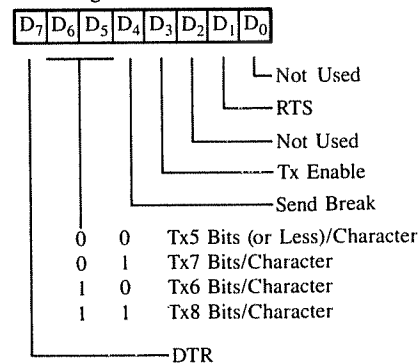 D7 D6 D5 D4 D3 D2 D1 D0
Not Used
RTS
Not Used
Tx Enable
Send Break
0 0 Tx5 Bits (or Less)/Character
0 1 Tx7 Bits/Character
1 0 Tx6 Bits/Character
1 1 Tx8 Bits/Character
DTR